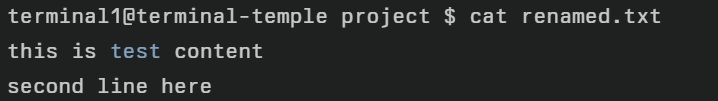 terminal1@terminal-temple project $ cat renamed.txt
this is test content
second line here